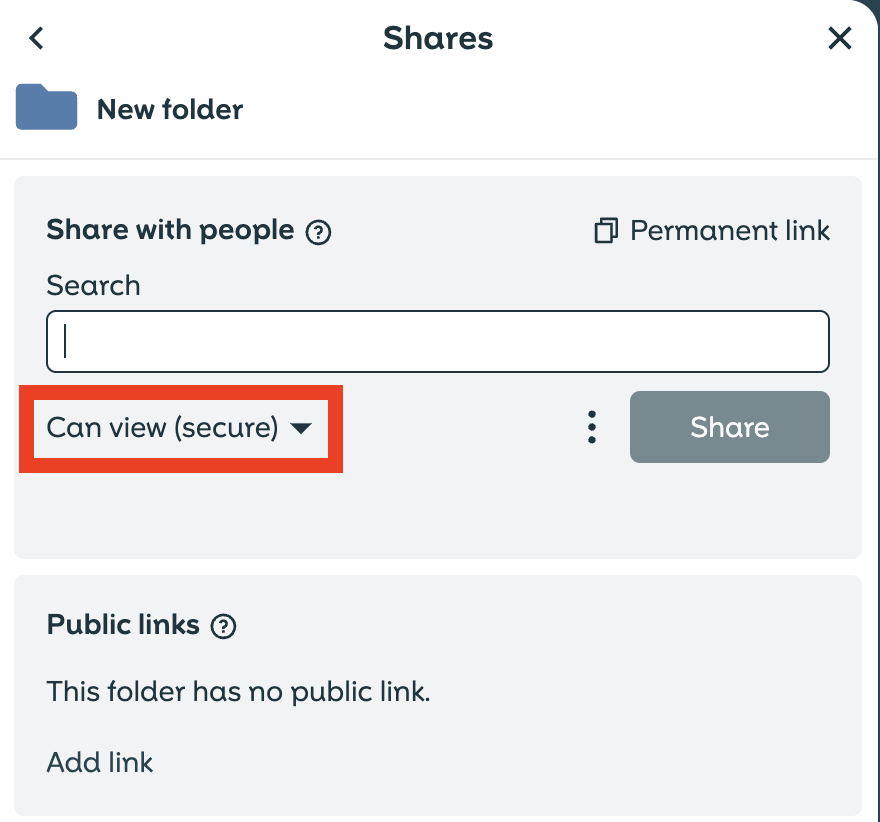 Shares
New folder
Share with people
Permanent link
Search
Can view (secure)
Share
Public links
This folder has no public link.
Add link